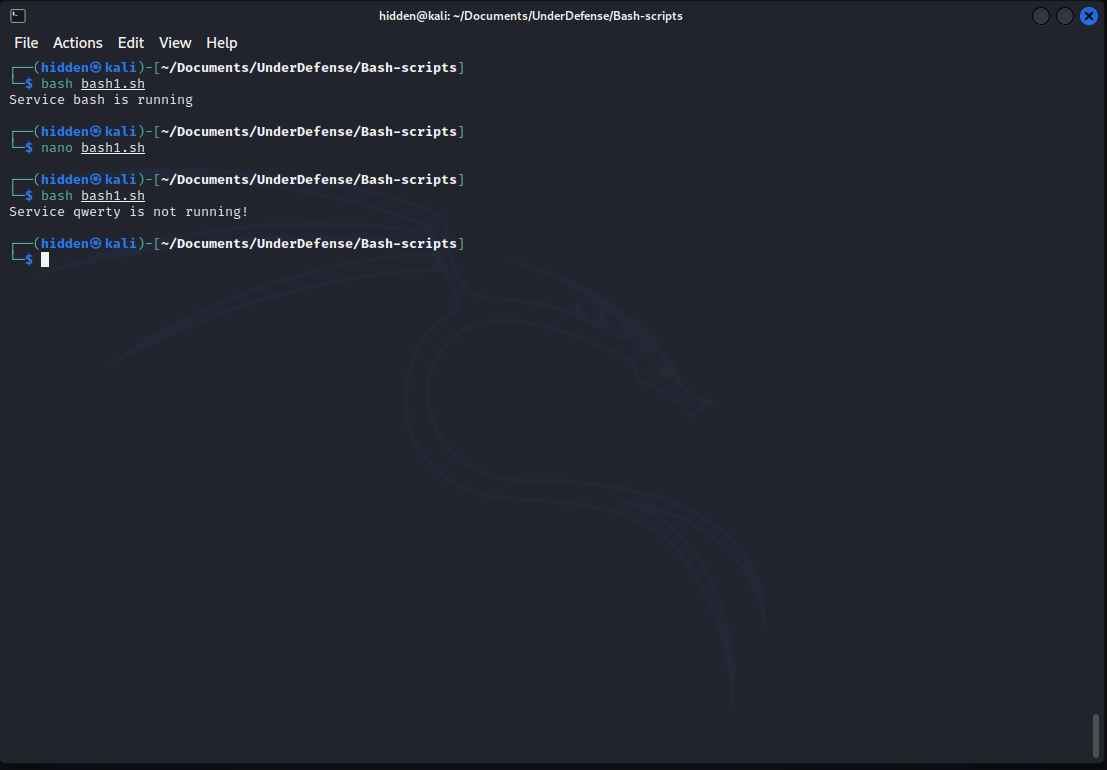 hidden@kali: ~/Documents/UnderDefense/Bash-scripts
File Actions Edit View Help
┌──(hidden㉿kali)-[~/Documents/UnderDefense/Bash-scripts]
└─$ bash bash1.sh
Service bash is running
┌──(hidden㉿kali)-[~/Documents/UnderDefense/Bash-scripts]
└─$ nano bash1.sh
┌──(hidden㉿kali)-[~/Documents/UnderDefense/Bash-scripts]
└─$ bash bash1.sh
Service qwerty is not running!
┌──(hidden㉿kali)-[~/Documents/UnderDefense/Bash-scripts]
└─$